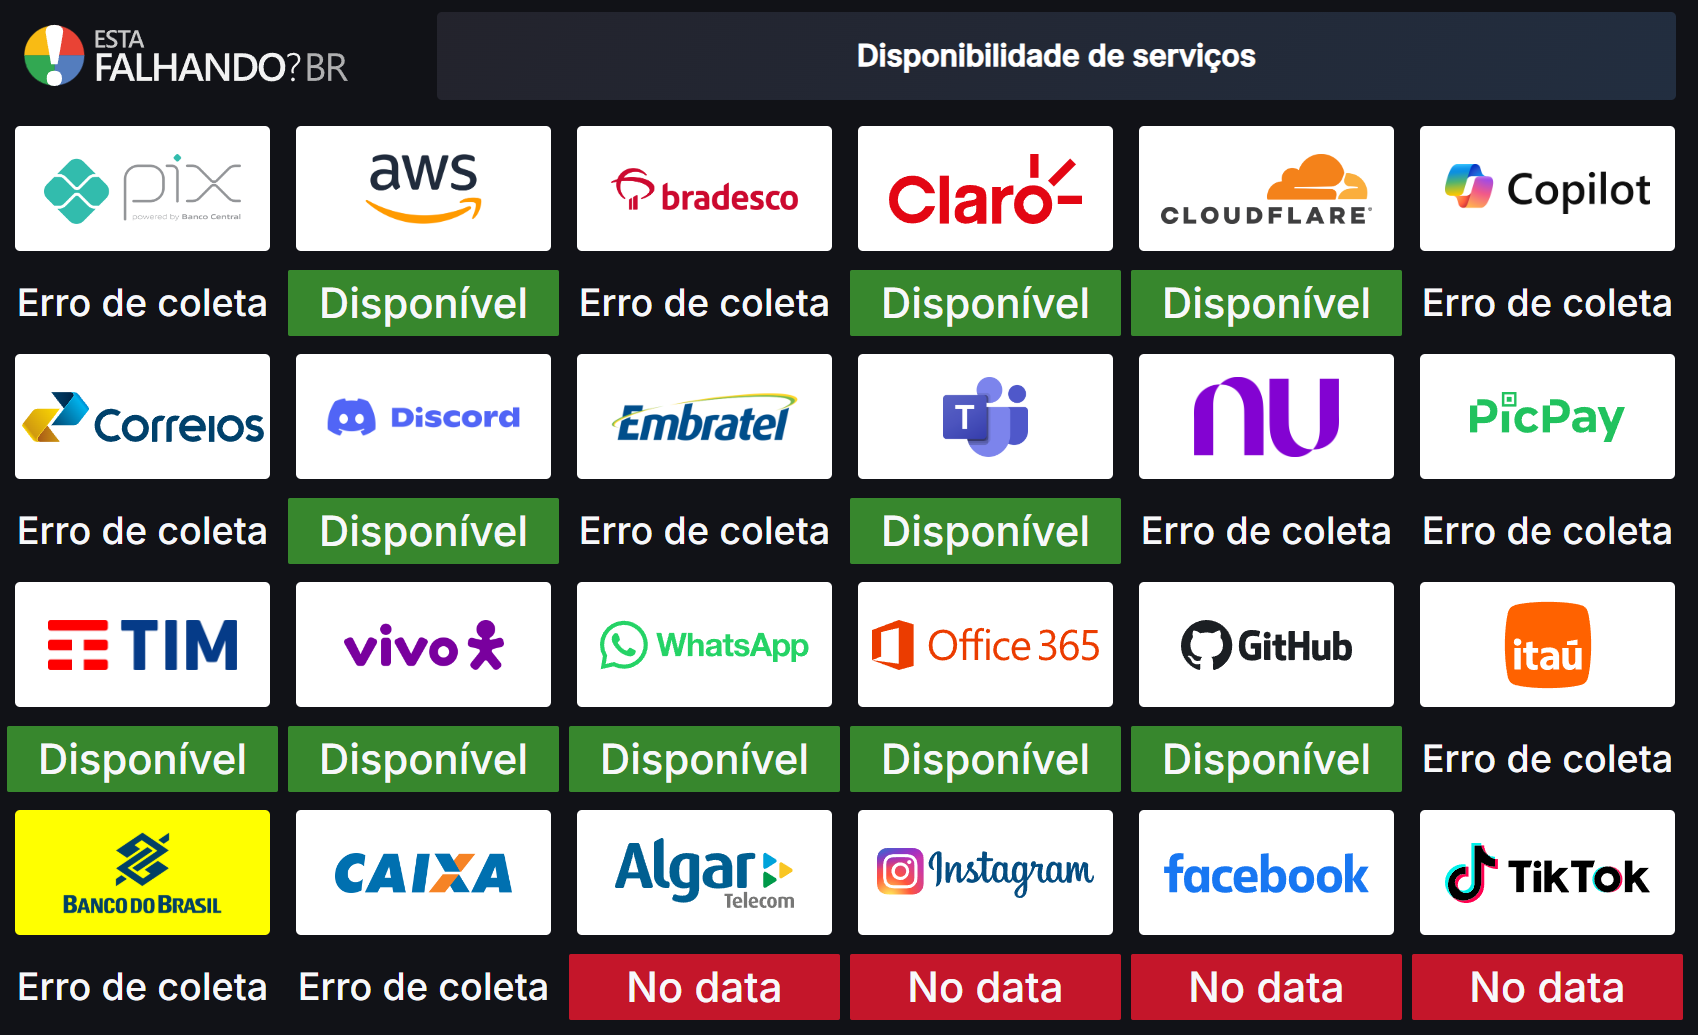 ESTA
FALHANDO?BR
Disponibilidade de serviços
pix
powered by Banco Central
aws
bradesco
Claro
CLOUDFLARE
Copilot
Erro de coleta
Disponível
Erro de coleta
Disponível
Disponível
Erro de coleta
Correios
Discord
Embratel
T
nu
PicPay
Erro de coleta
Disponível
Erro de coleta
Disponível
Erro de coleta
Erro de coleta
TIM
vivo
WhatsApp
Office 365
GitHub
itaú
Disponível
Disponível
Disponível
Disponível
Disponível
Erro de coleta
BANCO DO BRASIL
CAIXA
Algar
Telecom
Instagram
facebook
TikTok
Erro de coleta
Erro de coleta
No data
No data
No data
No data